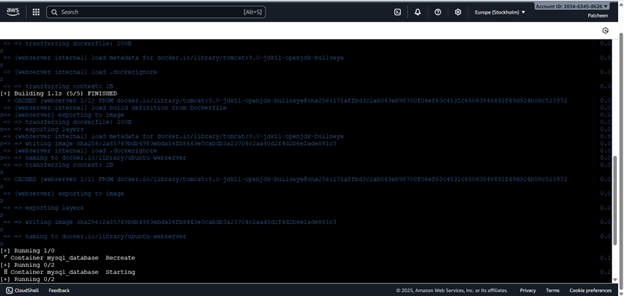 aws
Search [Alt+S]
Account ID: 2034-6345-8626
Europe (Stockholm)
Palcheen
=> => transferring dockerfile: 200B 0.0
s
=> [webserver internal] load metadata for docker.io/library/tomcat:9.0-jdk11-openjdk-bullseye
s
=> [webserver internal] load .dockerignore 0.0
s
=> => transferring context: 2B 0.0
[+] Building 1.1s (5/5) FINISHED
=> CACHED [webserver 1/1] FROM docker.io/library/tomcat:9.0-jdk11-openjdk-bullseye@sha256:
=> [webserver internal] load build definition from Dockerfile
=> [webserver] exporting to image
=> => transferring dockerfile: 200B
=> => exporting layers
=> [webserver internal] load metadata for docker.io/library/tomcat:9.0-jdk11-openjdk-bullseye
=> => writing image sha256:
=> [webserver internal] load .dockerignore
=> => naming to docker.io/library/ubuntu-webserver
=> => transferring context: 2B
s
=> CACHED [webserver 1/1] FROM docker.io/library/tomcat:9.0-jdk11-openjdk-bullseye@sha256:
s
=> [webserver] exporting to image
s
=> => exporting layers
s
=> => writing image sha256:
s
=> => naming to docker.io/library/ubuntu-webserver
s
[+] Running 1/0
Container mysql_database Recreate
[+] Running 0/2
Container mysql_database Starting
[+] Running 0/2
CloudShell Feedback © 2025, Amazon Web Services, Inc. or its affiliates. Privacy Terms Cookie preferences